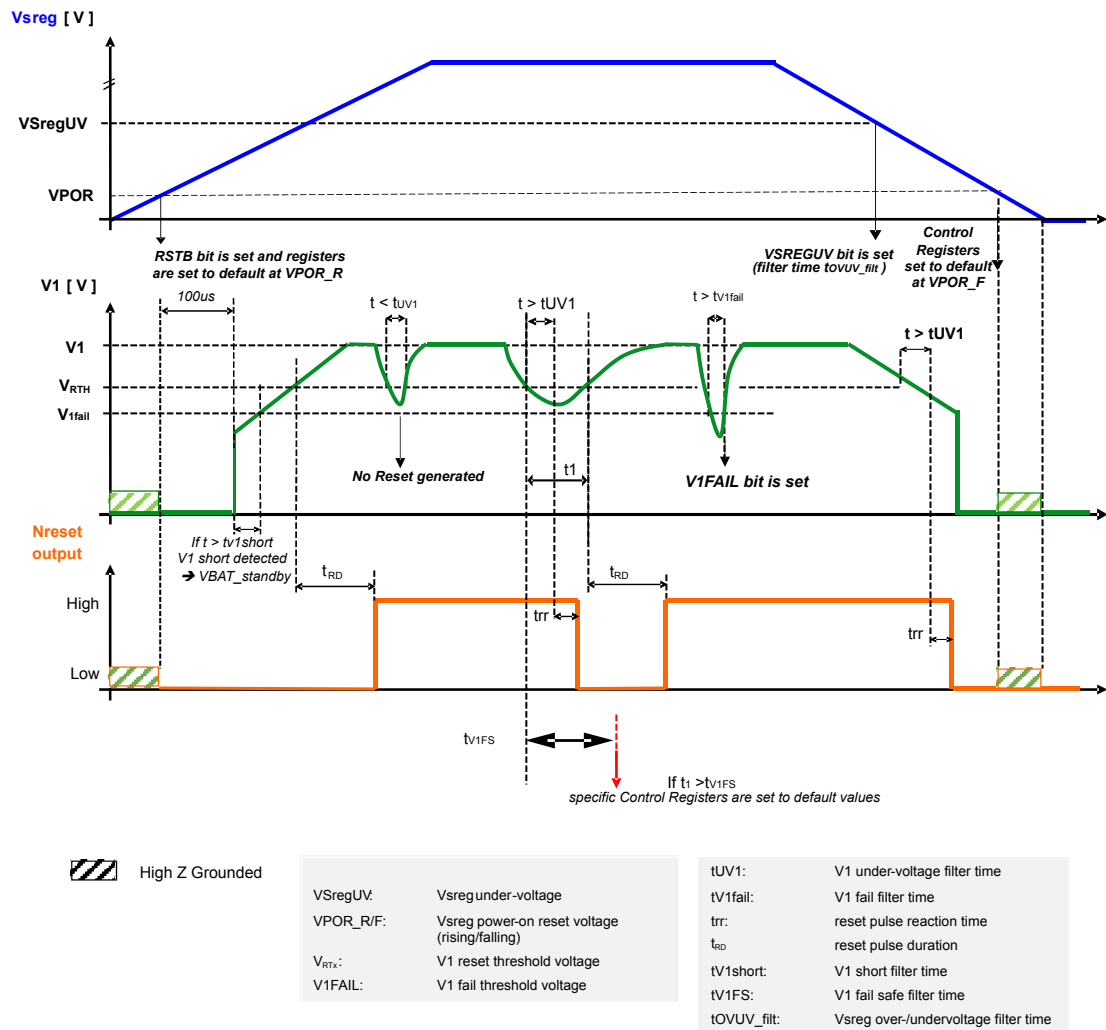 Vsreg [ V ]
VSregUV
VPOR
RSTB bit is set and registers
are set to default at VPOR_R
VSREGUV bit is set
(filter time tOVUV_filt )
Control
Registers
set to default
at VPOR_F
V1 [ V ]
100us
t < tUV1
t > tUV1
t > tV1fail
t > tUV1
V1
VRTH
V1fail
No Reset generated
t1
V1FAIL bit is set
Nreset
output
If t > tv1short
V1 short detected
➔ VBAT_standby
tRD
tRD
High
trr
trr
Low
tV1FS
If t1 >tV1FS
specific Control Registers are set to default values
High Z Grounded
VSregUV: Vsreg under-voltage
VPOR_R/F: Vsreg power-on reset voltage
(rising/falling)
VRTx: V1 reset threshold voltage
V1FAIL: V1 fail threshold voltage
tUV1: V1 under-voltage filter time
tV1fail: V1 fail filter time
trr: reset pulse reaction time
tRD reset pulse duration
tV1short: V1 short filter time
tV1FS: V1 fail safe filter time
tOVUV_filt: Vsreg over-/undervoltage filter time